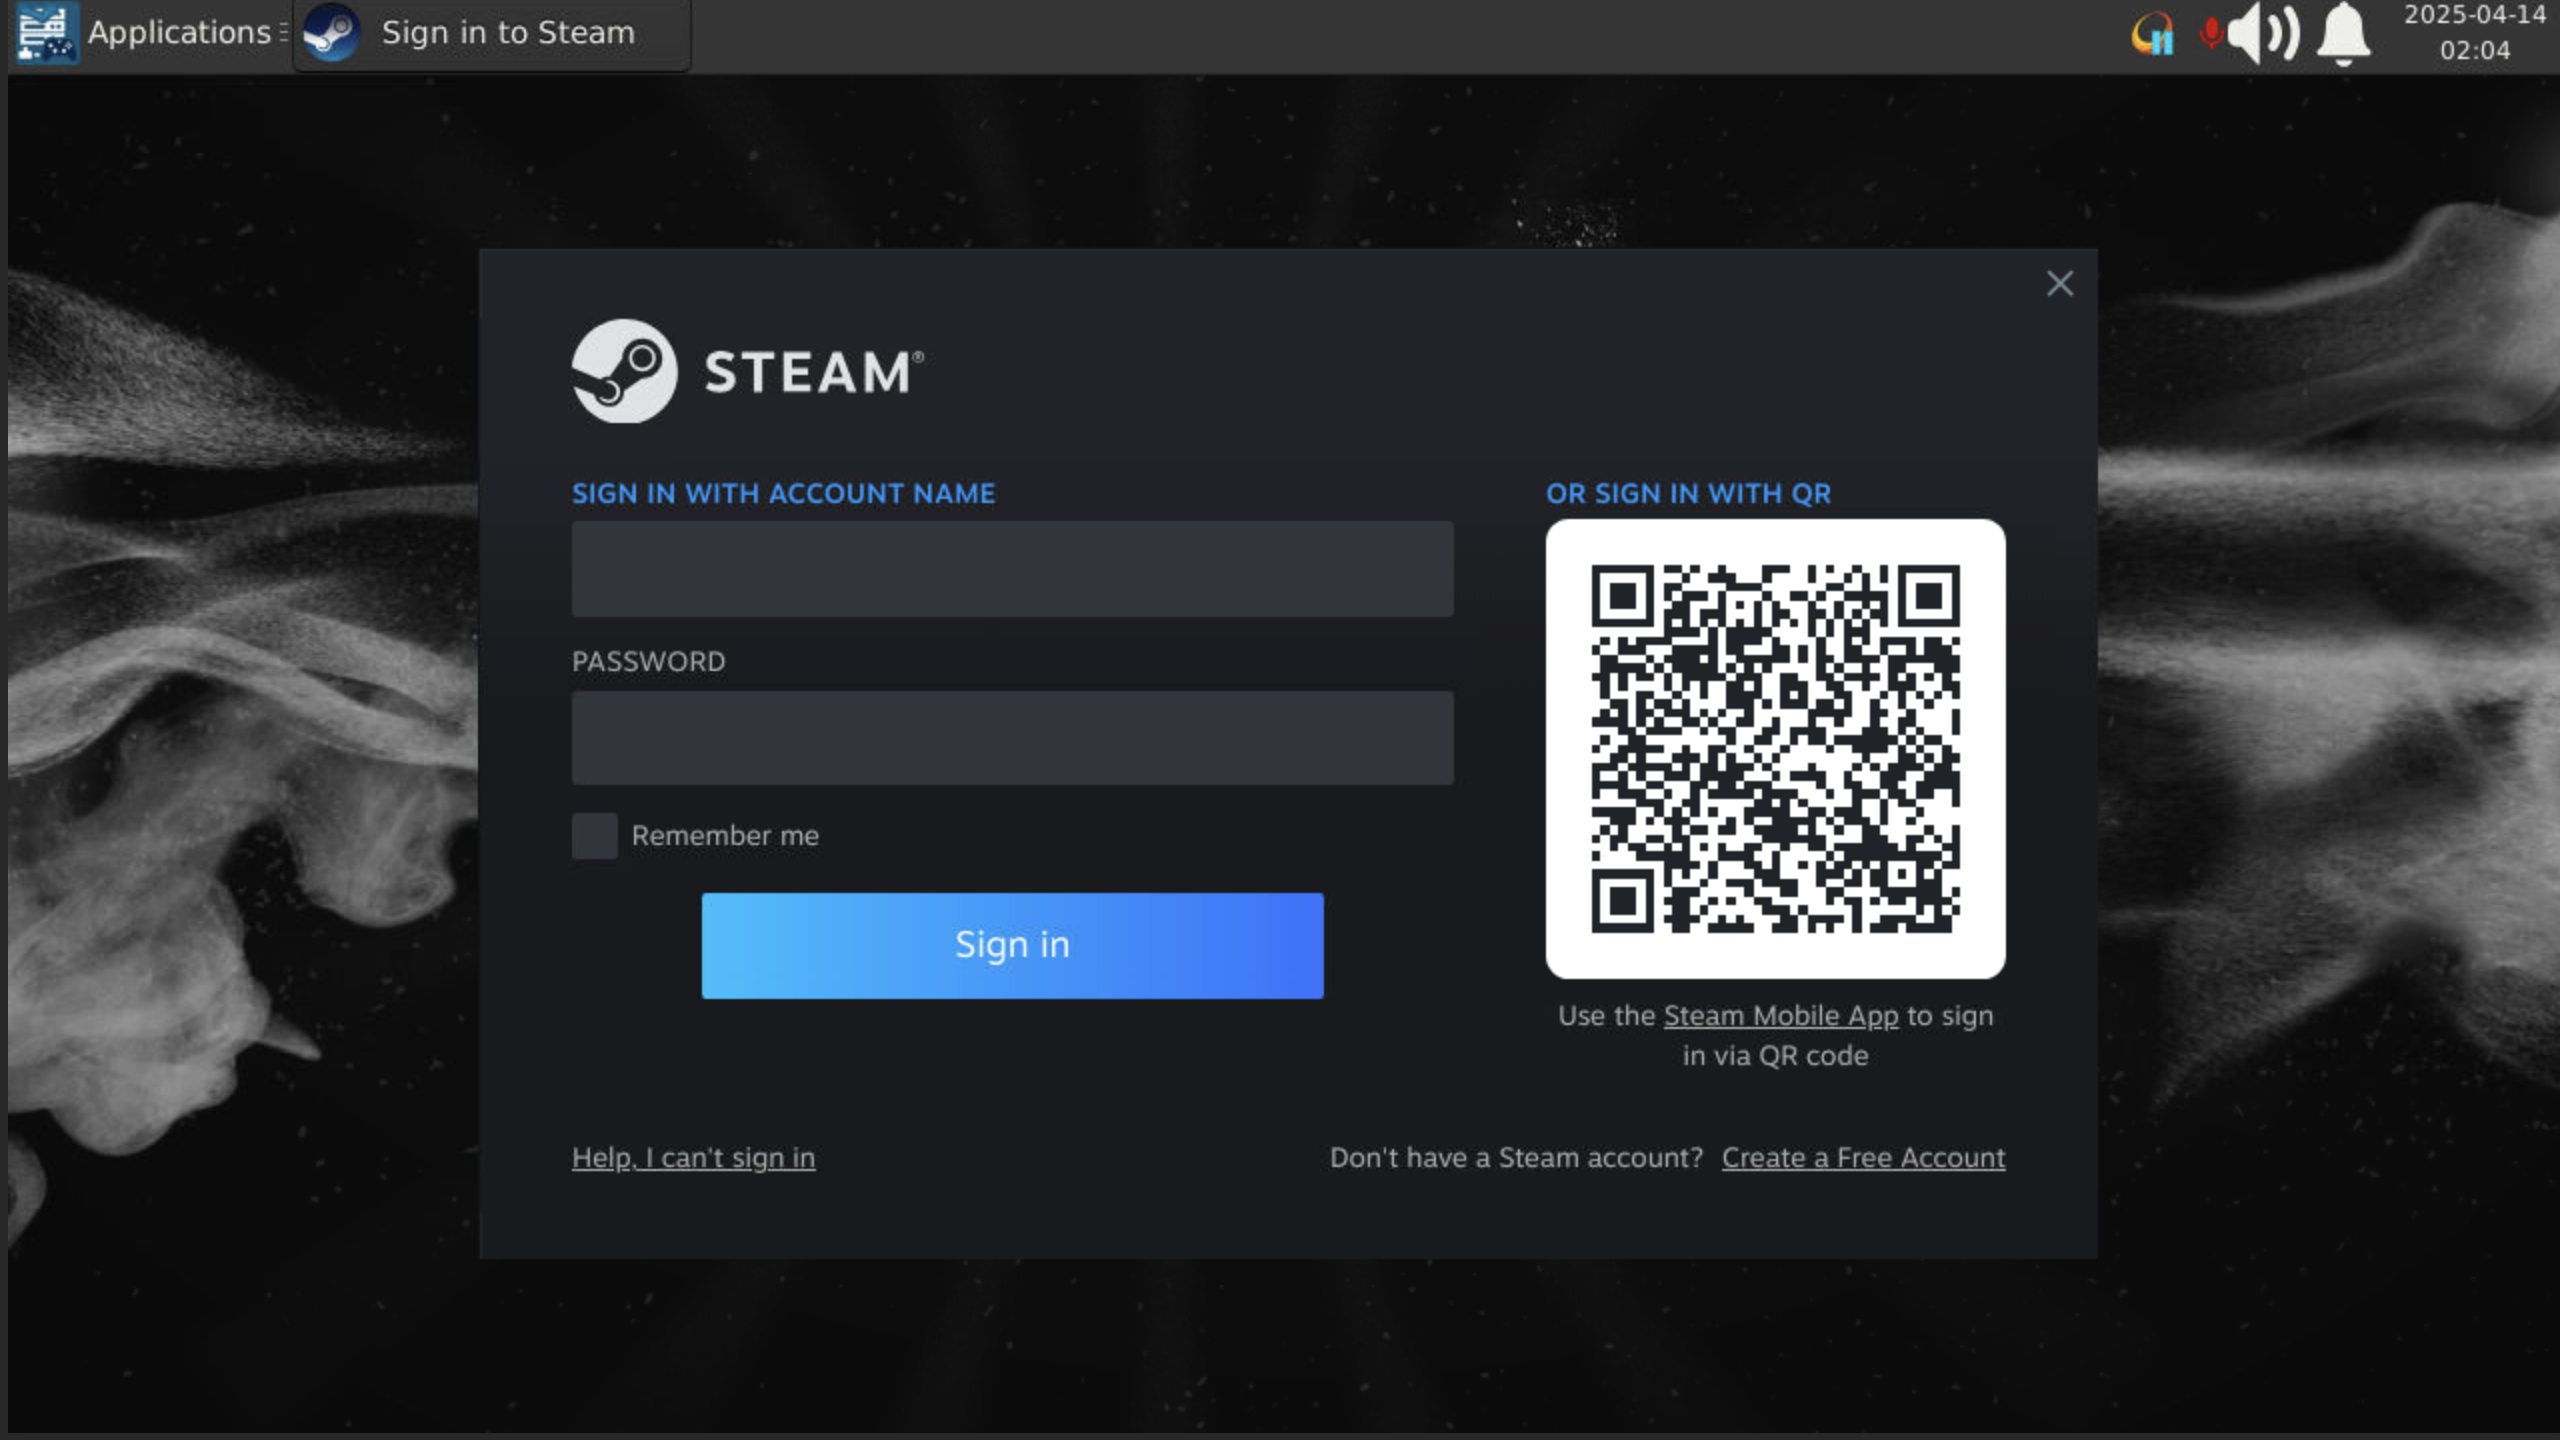 Applications
Sign in to Steam
2025-04-14
02:04
STEAM®
SIGN IN WITH ACCOUNT NAME
OR SIGN IN WITH QR
PASSWORD
Remember me
Sign in
Use the Steam Mobile App to sign
in via QR code
Help, I can't sign in
Don't have a Steam account? Create a Free Account